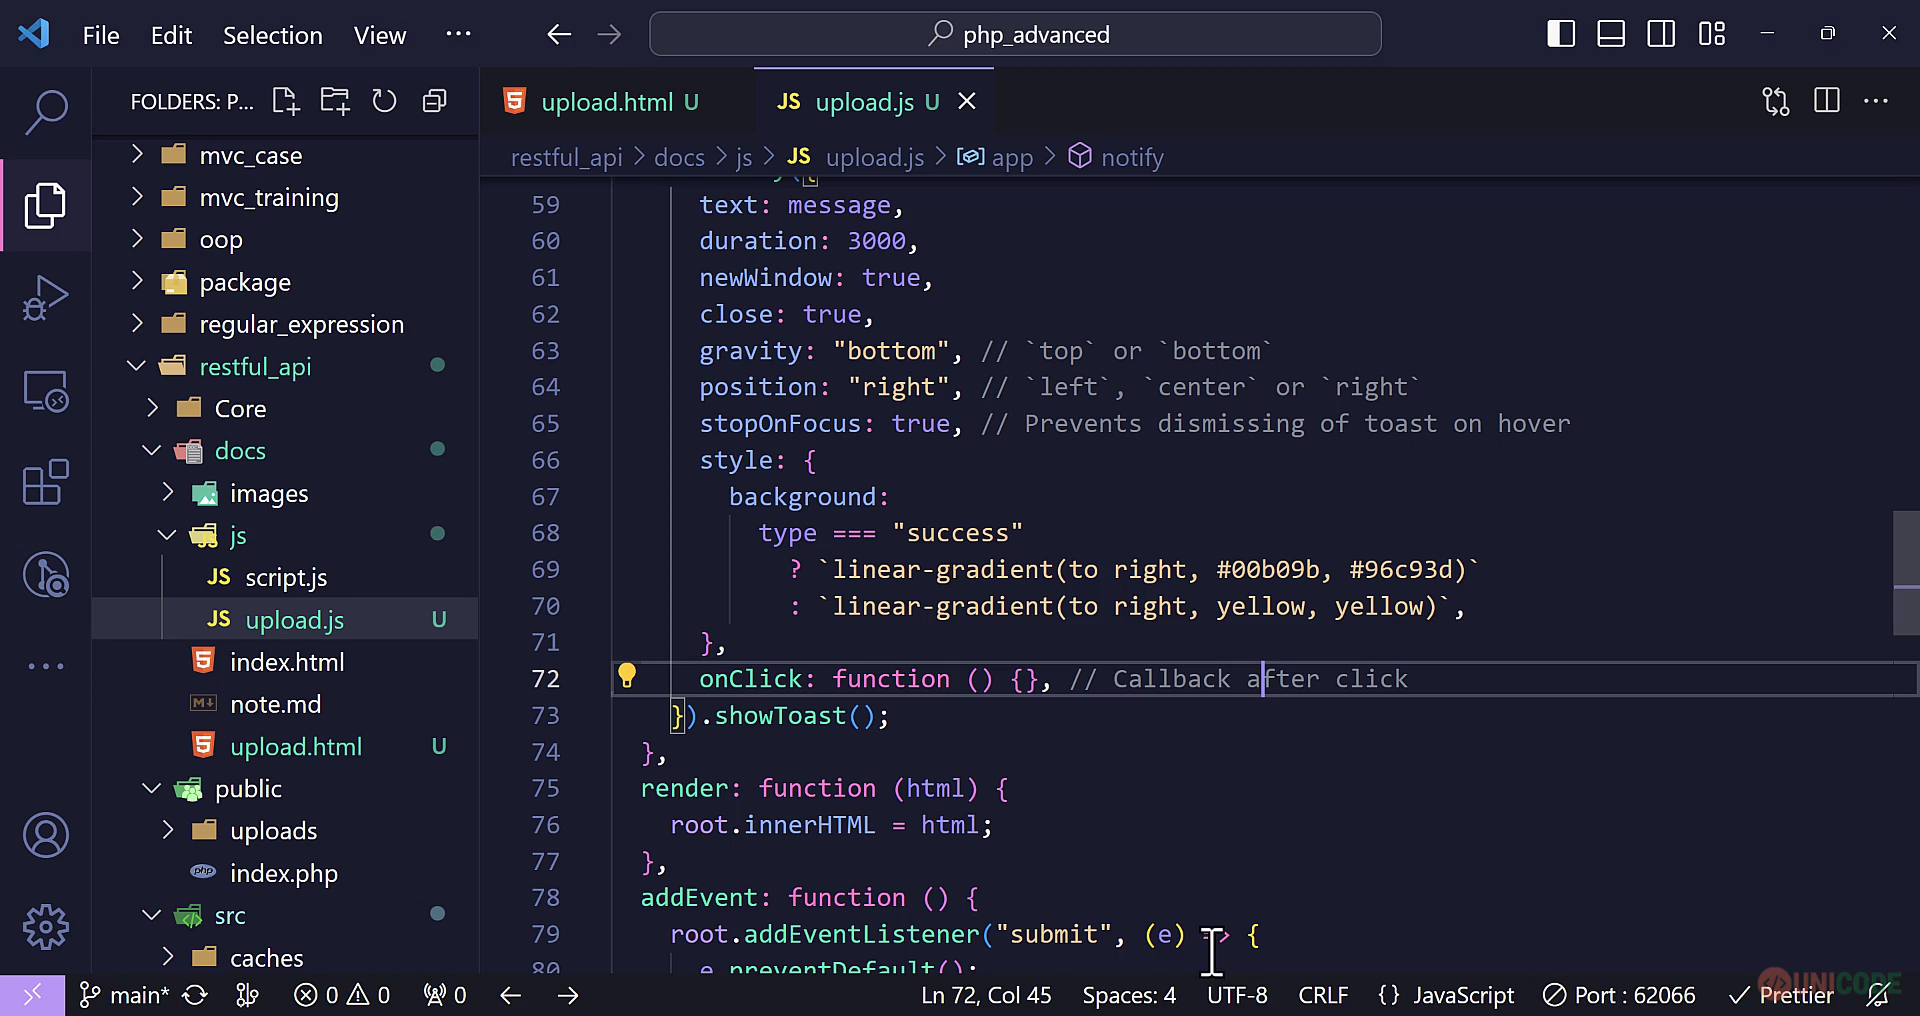 File Edit Selection View ... php_advanced
FOLDERS: P...
mvc_case
mvc_training
oop
package
regular_expression
restful_api
Core
docs
images
js
JS script.js
JS upload.js U
index.html
note.md
upload.html U
public
uploads
php index.php
src
caches
upload.html U JS upload.js U
restful_api > docs > js > JS upload.js > app > notify
59 text: message,
60 duration: 3000,
61 newWindow: true,
62 close: true,
63 gravity: "bottom", // `top` or `bottom`
64 position: "right", // `left`, `center` or `right`
65 stopOnFocus: true, // Prevents dismissing of toast on hover
66 style: {
67 background:
68 type === "success"
69 ? `linear-gradient(to right, #00b09b, #96c93d)`
70 : `linear-gradient(to right, yellow, yellow)`,
71 },
72 onClick: function () {}, // Callback after click
73 }).showToast();
74 },
75 render: function (html) {
76 root.innerHTML = html;
77 },
78 addEvent: function () {
79 root.addEventListener("submit", (e) => {
80 e.preventDefault();
main* 0 0 0 Ln 72, Col 45 Spaces: 4 UTF-8 CRLF {} JavaScript Port : 62066 Prettier
UNICODE